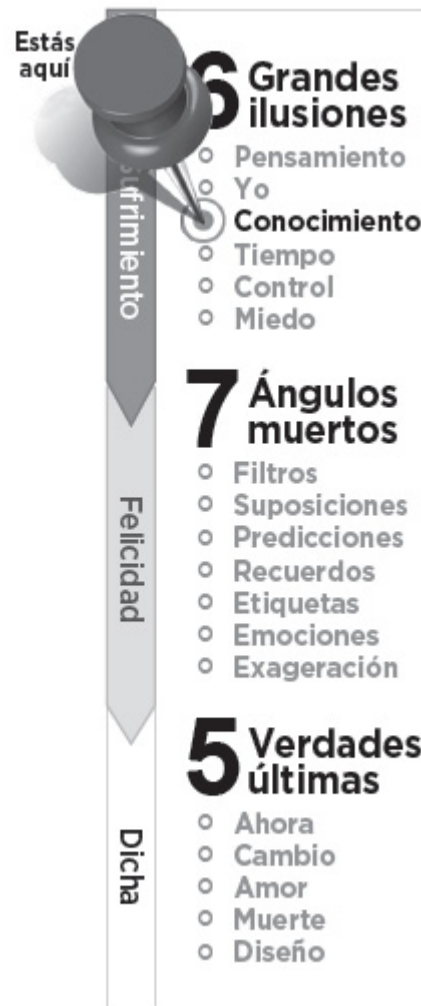 Estás
aquí
6 Grandes
ilusiones
Pensamiento
Yo
Conocimiento
Tiempo
Control
Miedo
sufrimiento
7 Ángulos
muertos
Filtros
Suposiciones
Predicciones
Recuerdos
Etiquetas
Emociones
Exageración
Felicidad
5 Verdades
últimas
Ahora
Cambio
Amor
Muerte
Diseño
Dicha